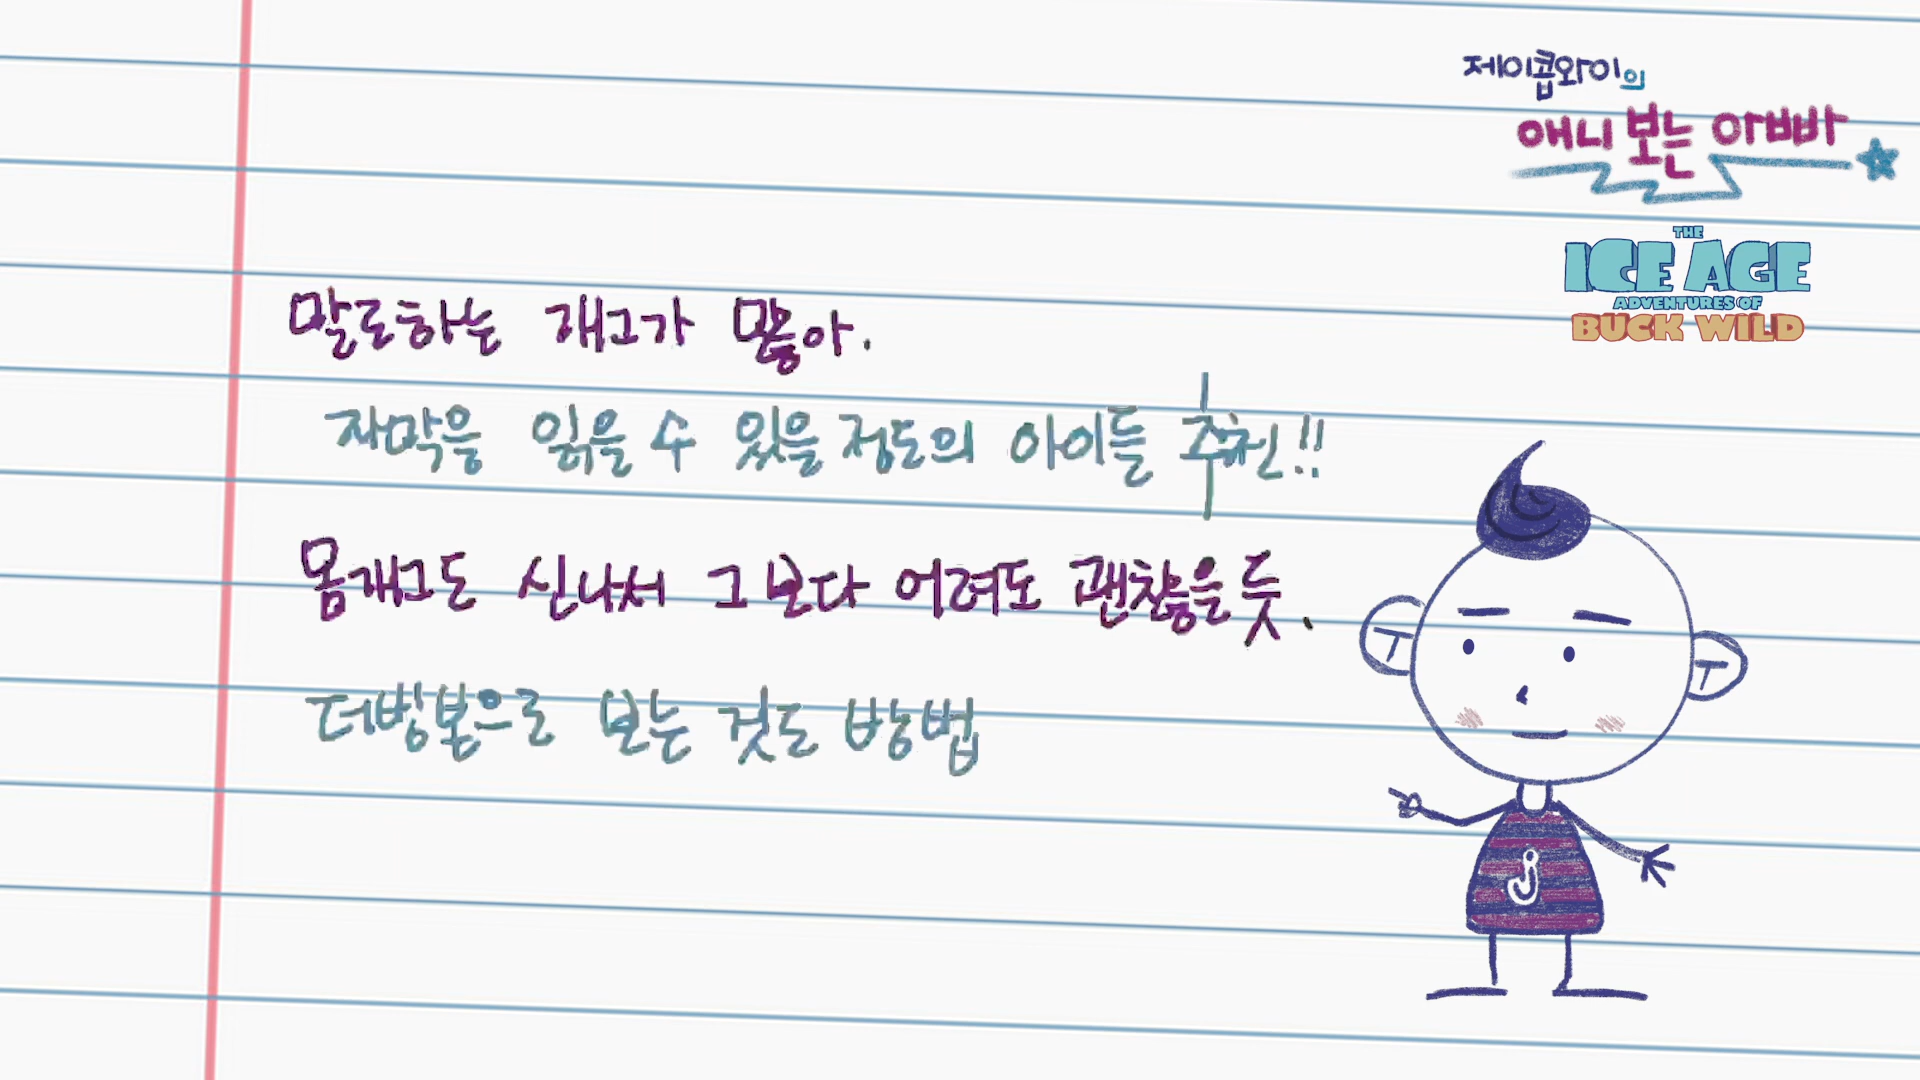 제이콥와이의
애니 보는 아빠
THE
ICE AGE
ADVENTURES OF
BUCK WILD
말로하는 개그가 많아.
자막을 읽을 수 있을 정도의 아이들 추천!!
몸개그도 신나서 그보다 어려도 괜찮을 듯.
더빙본으로 보는 것도 방법
J